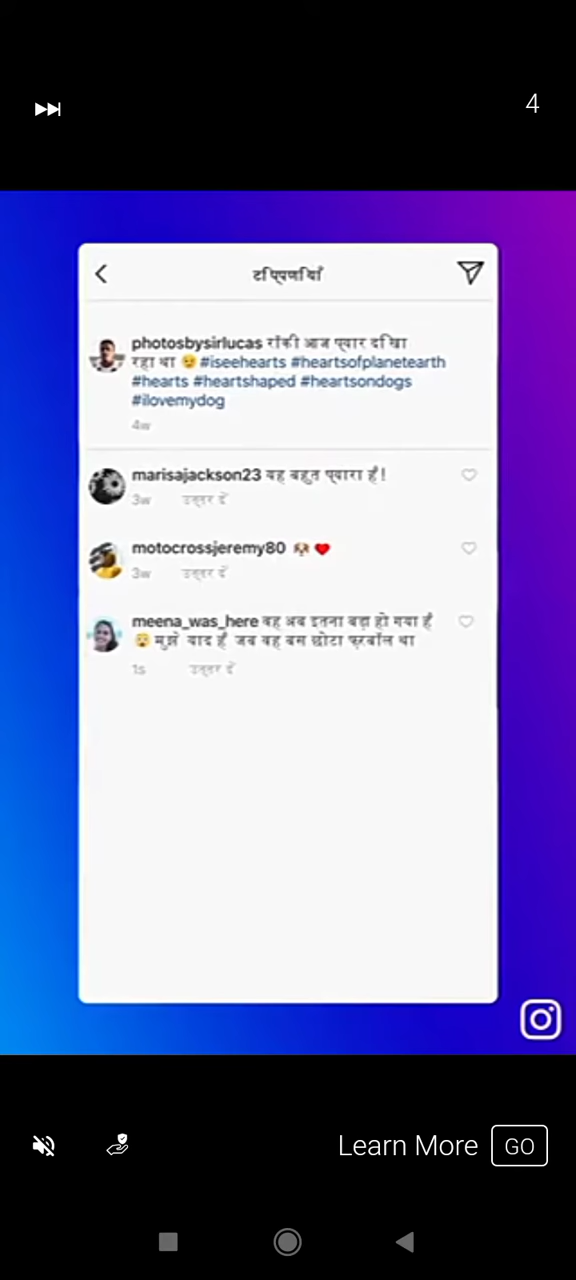 4
टिप्पणियाँ
photosbysirlucas रॉकी आज प्यार दिखा
रहा था 😉 #iseehearts #heartsofplanetearth
#hearts #heartshaped #heartsondogs
#ilovemydog
4w
marisajackson23 यह बहुत प्यारा है!
3w उत्तर दें
motocrossjeremy80 🐶 ❤️
3w उत्तर दें
meena_was_here वह अब इतना बड़ा हो गया है
😯 मुझे याद है जब वह बस छोटा फ़रबॉल था
1s उत्तर दें
Learn More GO